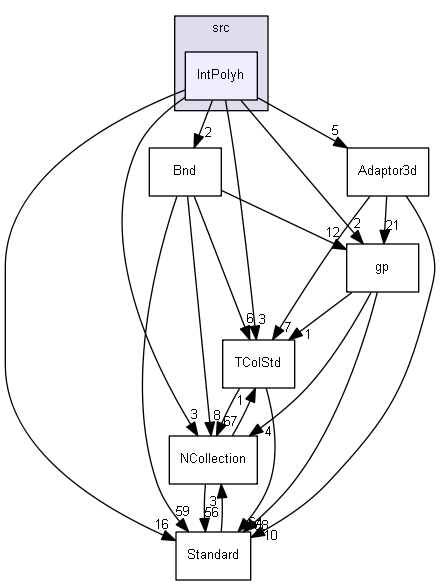 src
IntPolyh
2
5
Bnd
Adaptor3d
12
2
21
gp
6
3
7
1
TColStd
3
8
1
67
4
NCollection
3
59
56
16
10
Standard